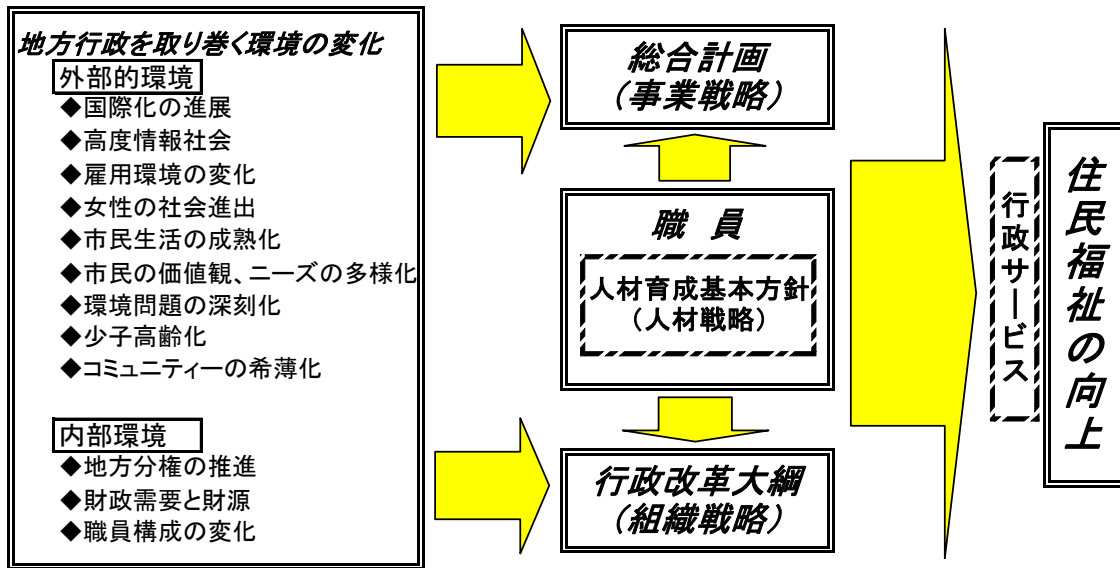 地方行政を取り巻く環境の変化
外部的環境
◆国際化の進展
◆高度情報社会
◆雇用環境の変化
◆女性の社会進出
◆市民生活の成熟化
◆市民の価値観、ニーズの多様化
◆環境問題の深刻化
◆少子高齢化
◆コミュニティーの希薄化
内部環境
◆地方分権の推進
◆財政需要と財源
◆職員構成の変化
総合計画
（事業戦略）
職 員
人材育成基本方針
（人材戦略）
行政改革大綱
（組織戦略）
行政サービス
住民福祉の向上